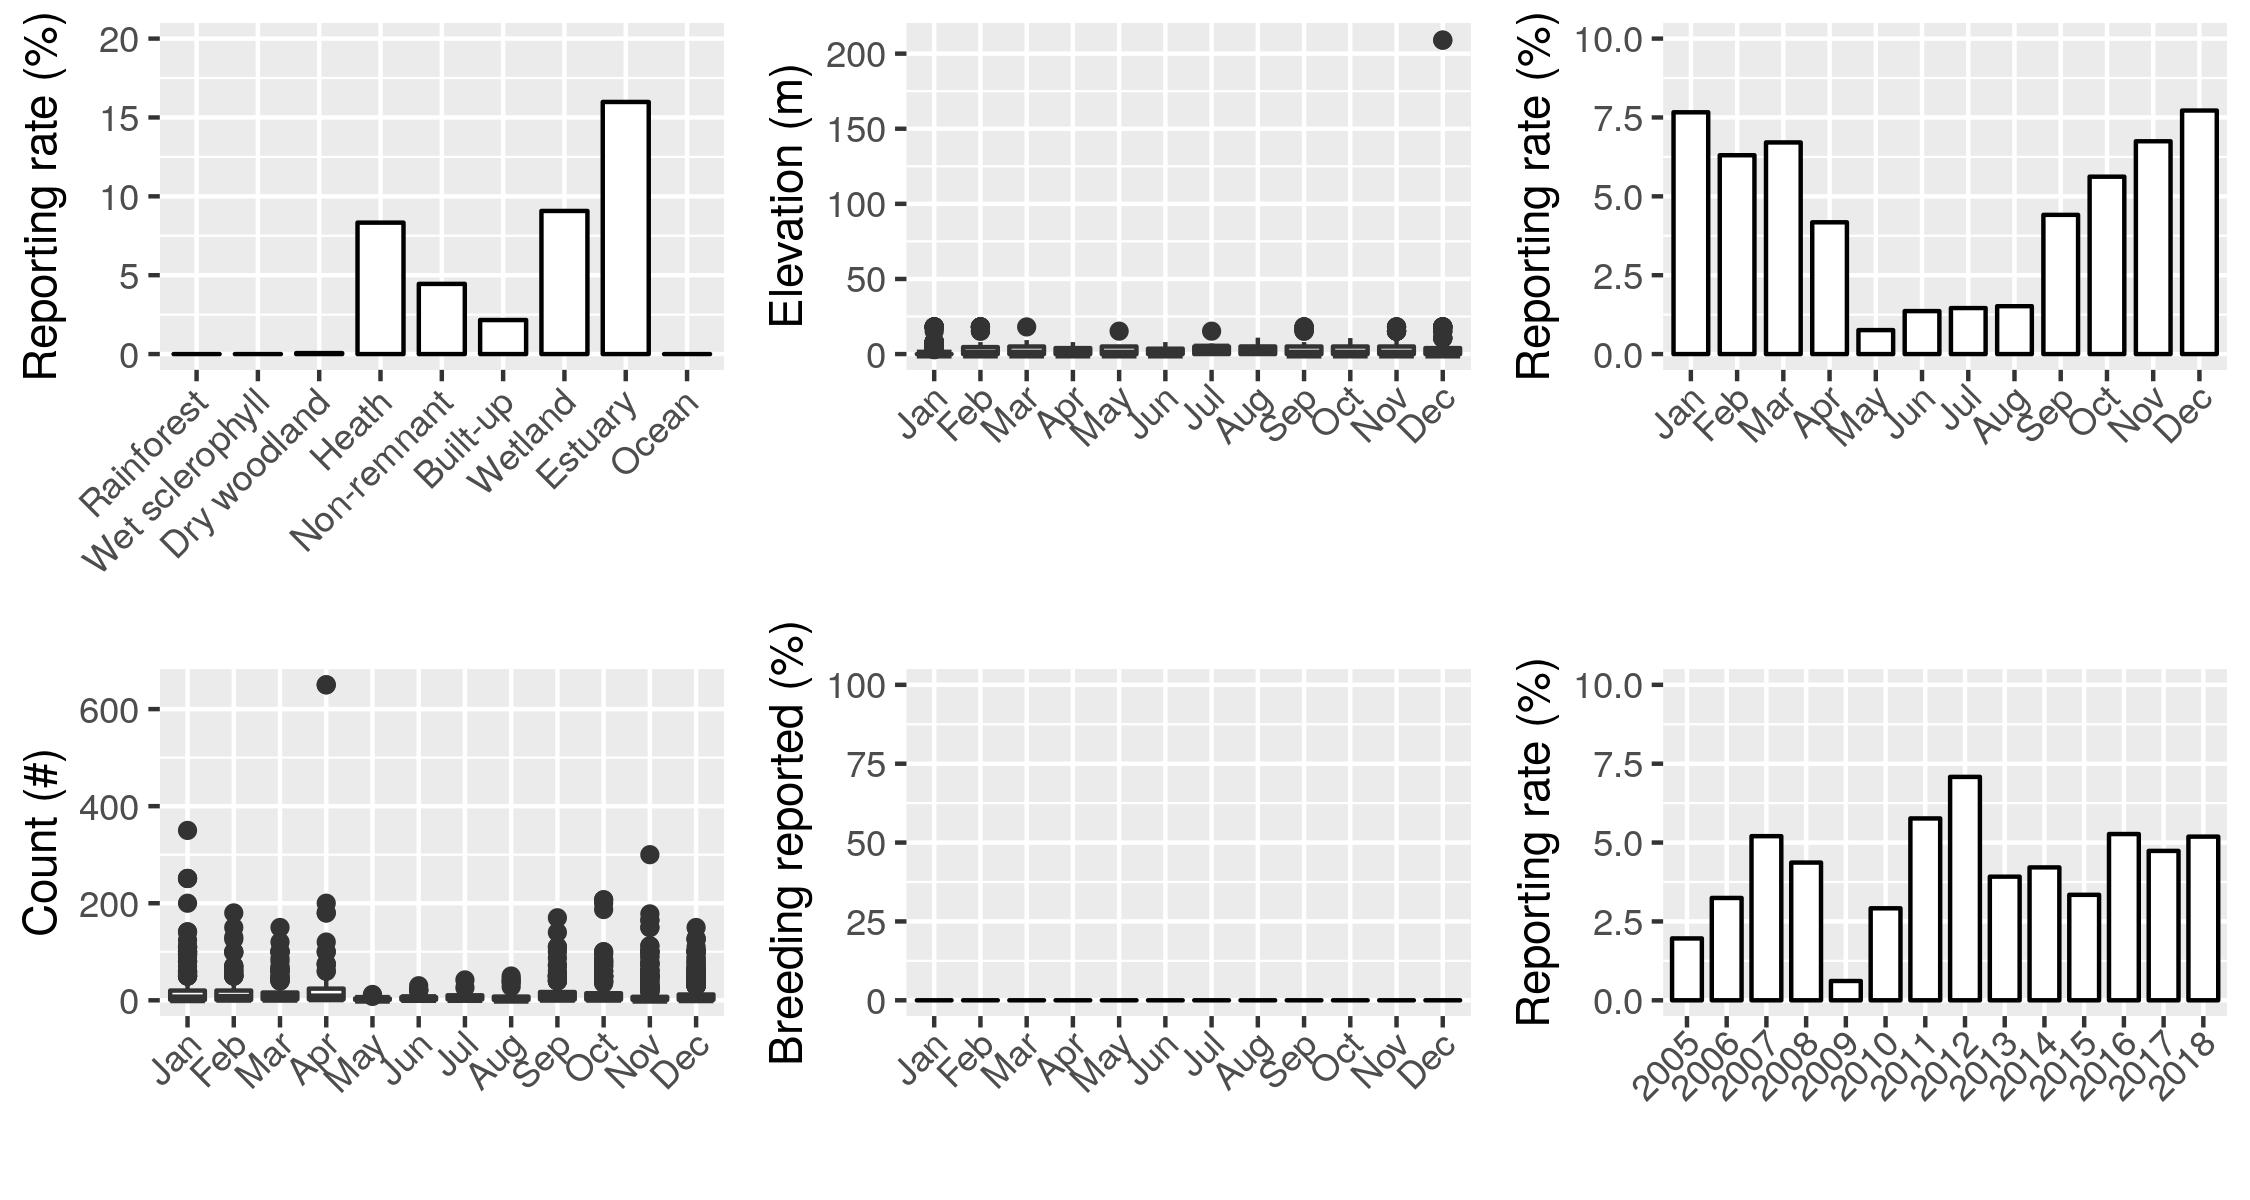 Reporting rate (%)
20
15
10
5
0
Rainforest
Wet sclerophyll
Dry woodland
Heath
Non-remnant
Built-up
Wetland
Estuary
Ocean
Elevation (m)
200
150
100
50
0
Jan
Feb
Mar
Apr
May
Jun
Jul
Aug
Sep
Oct
Nov
Dec
Reporting rate (%)
10.0
7.5
5.0
2.5
0.0
Jan
Feb
Mar
Apr
May
Jun
Jul
Aug
Sep
Oct
Nov
Dec
Count (#)
600
400
200
0
Jan
Feb
Mar
Apr
May
Jun
Jul
Aug
Sep
Oct
Nov
Dec
Breeding reported (%)
100
75
50
25
0
Jan
Feb
Mar
Apr
May
Jun
Jul
Aug
Sep
Oct
Nov
Dec
Reporting rate (%)
10.0
7.5
5.0
2.5
0.0
2005
2006
2007
2008
2009
2010
2011
2012
2013
2014
2015
2016
2017
2018